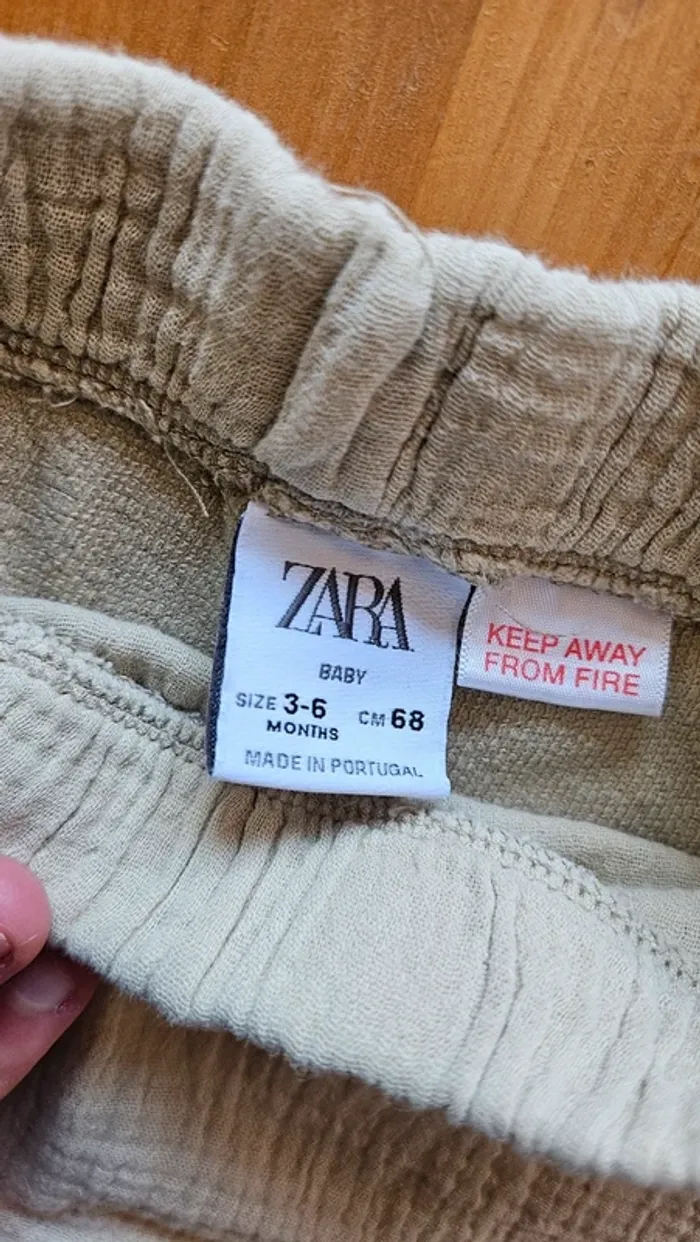 ZARA
BABY
SIZE 3-6 CM 68
MONTHS
MADE IN PORTUGAL
KEEP AWAY
FROM FIRE